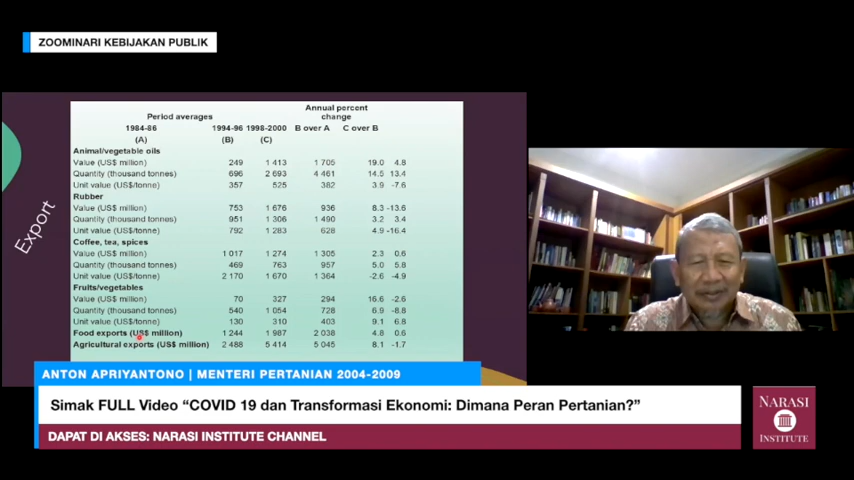 ZOOMINARI KEBIJAKAN PUBLIK
Export
Period averages
Annual percent
change
1984-86 1994-96 1998-2000 B over A C over B
(A) (B) (C)
Animal/vegetable oils
Value (US$ million) 249 1 413 1 705 19.0 4.8
Quantity (thousand tonnes) 696 2 693 4 461 14.5 13.4
Unit value (US$/tonne) 357 525 382 3.9 -7.6
Rubber
Value (US$ million) 753 1 676 936 8.3 -13.6
Quantity (thousand tonnes) 951 1 306 1 490 3.2 3.4
Unit value (US$/tonne) 792 1 283 628 4.9 -16.4
Coffee, tea, spices
Value (US$ million) 1 017 1 274 1 305 2.3 0.6
Quantity (thousand tonnes) 469 763 957 5.0 5.8
Unit value (US$/tonne) 2 170 1 670 1 364 -2.6 -4.9
Fruits/vegetables
Value (US$ million) 70 327 294 16.6 -2.6
Quantity (thousand tonnes) 540 1 054 728 6.9 -8.8
Unit value (US$/tonne) 130 310 403 9.1 6.8
Food exports (US$ million) 1 244 1 987 2 038 4.8 0.6
Agricultural exports (US$ million) 2 488 5 414 5 045 8.1 -1.7
ANTON APRIYANTONO | MENTERI PERTANIAN 2004-2009
Simak FULL Video “COVID 19 dan Transformasi Ekonomi: Dimana Peran Pertanian?”
DAPAT DI AKSES: NARASI INSTITUTE CHANNEL
NARASI
INSTITUTE